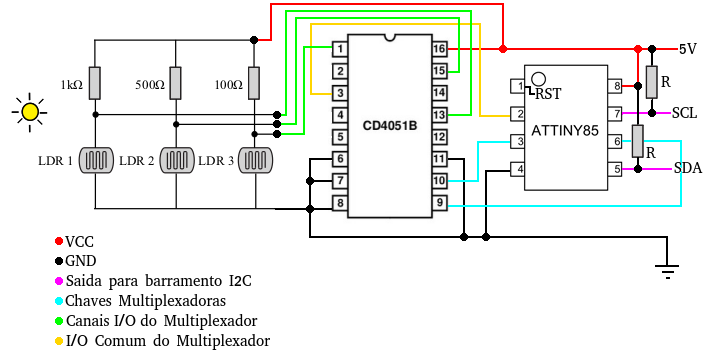 1kΩ
500Ω
100Ω
LDR 1
LDR 2
LDR 3
CD4051B
1
2
3
4
5
6
7
8
16
15
14
13
12
11
10
9
ATTINY85
1
RST
2
3
4
8
7
6
5
5V
R
SCL
R
SDA
VCC
GND
Saida para barramento I2C
Chaves Multiplexadoras
Canais I/O do Multiplexador
I/O Comum do Multiplexador